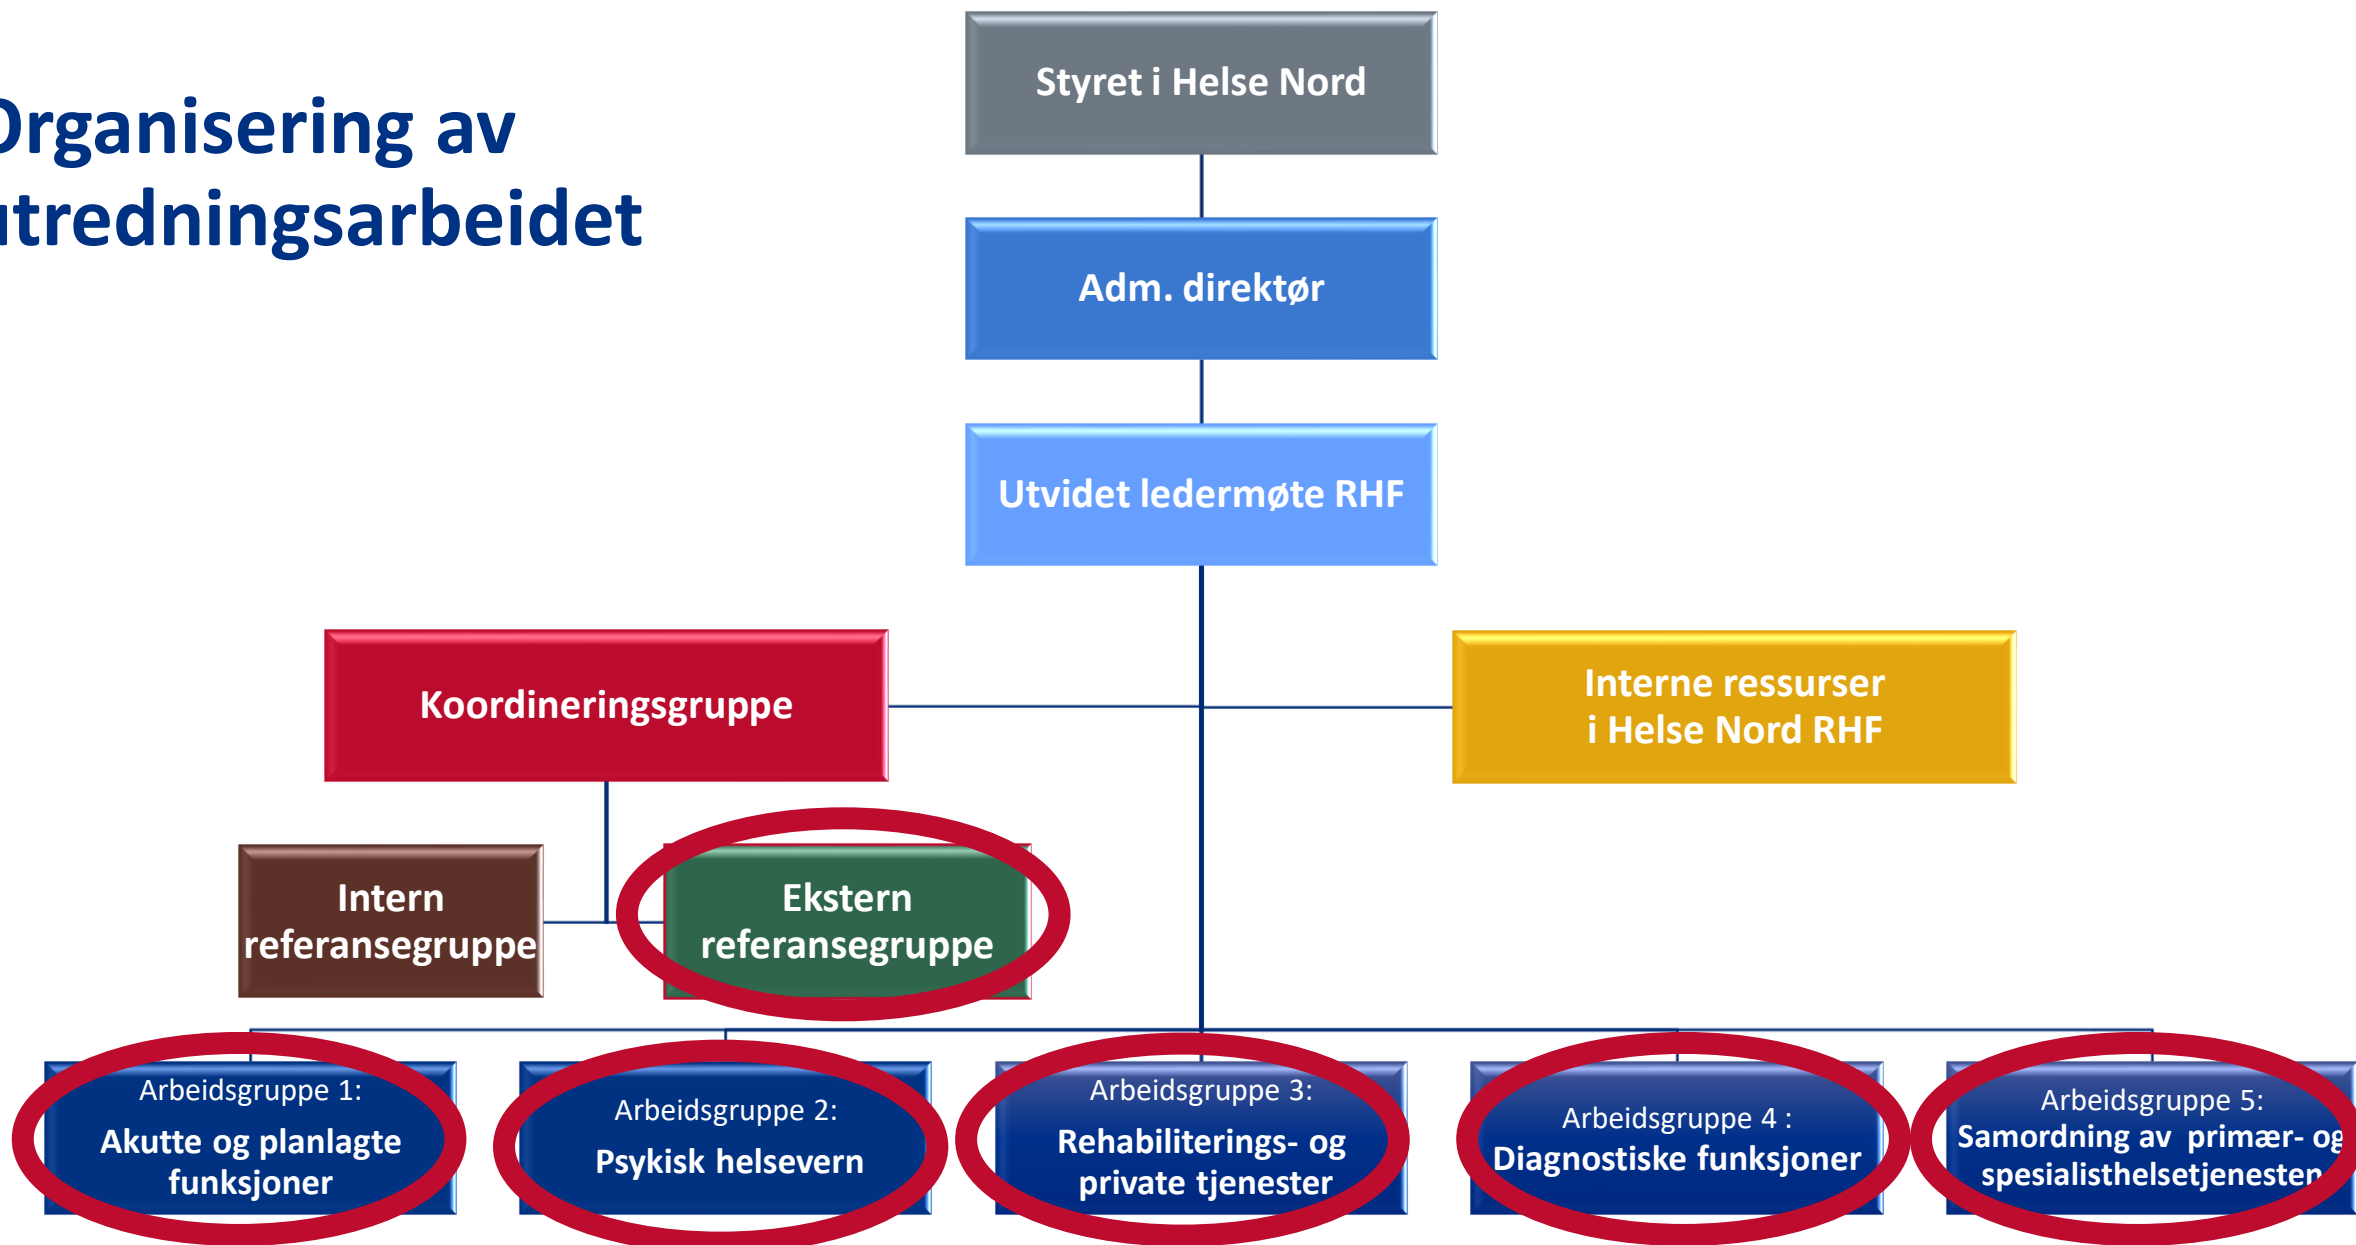 Organisering av
utredningsarbeidet
Styret i Helse Nord
Adm. direktør
Utvidet ledermøte RHF
Koordineringsgruppe
Interne ressurser
i Helse Nord RHF
Intern
referansegruppe
Ekstern
referansegruppe
Arbeidsgruppe 1:
Akutte og planlagte
funksjoner
Arbeidsgruppe 2:
Psykisk helsevern
Arbeidsgruppe 3:
Rehabiliterings- og
private tjenester
Arbeidsgruppe 4 :
Diagnostiske funksjoner
Arbeidsgruppe 5:
Samordning av  primær- og
spesialisthelsetjenesten